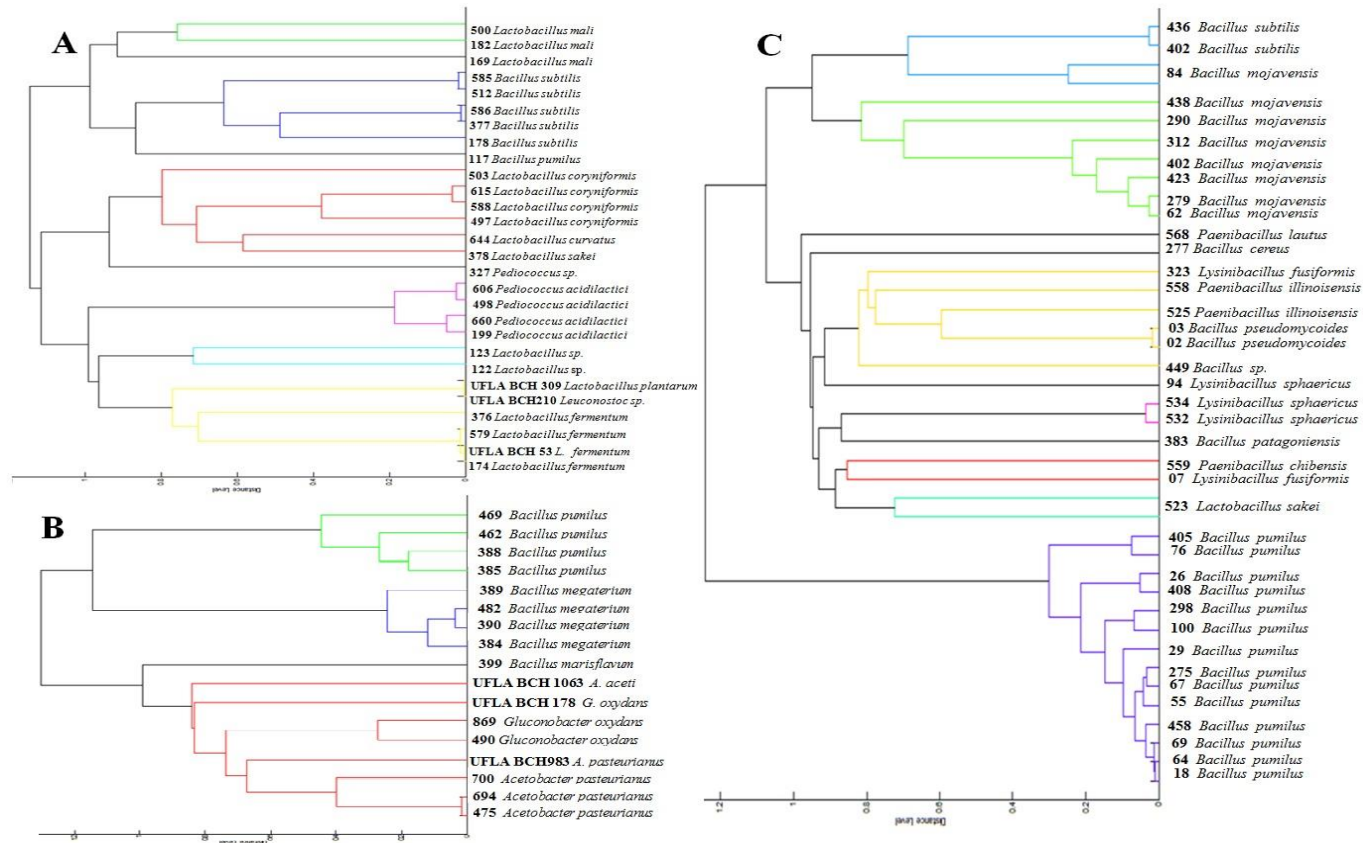 A
500 Lactobacillus mali
182 Lactobacillus mali
169 Lactobacillus mali
585 Bacillus subtilis
512 Bacillus subtilis
586 Bacillus subtilis
377 Bacillus subtilis
178 Bacillus subtilis
117 Bacillus pumilus
503 Lactobacillus coryniformis
615 Lactobacillus coryniformis
588 Lactobacillus coryniformis
497 Lactobacillus coryniformis
644 Lactobacillus curvatus
378 Lactobacillus sakei
327 Pediococcus sp.
606 Pediococcus acidilactici
498 Pediococcus acidilactici
660 Pediococcus acidilactici
199 Pediococcus acidilactici
123 Lactobacillus sp.
122 Lactobacillus sp.
UFLA BCH 309 Lactobacillus plantarum
UFLA BCH210 Leuconostoc sp.
376 Lactobacillus fermentum
579 Lactobacillus fermentum
UFLA BCH 53 L. fermentum
174 Lactobacillus fermentum
1 0.8 0.6 0.4 0.2 0
Distance Level
B
469 Bacillus pumilus
462 Bacillus pumilus
388 Bacillus pumilus
385 Bacillus pumilus
389 Bacillus megaterium
482 Bacillus megaterium
390 Bacillus megaterium
384 Bacillus megaterium
399 Bacillus marisflavum
UFLA BCH 1063 A. aceti
UFLA BCH 178 G. oxydans
869 Gluconobacter oxydans
490 Gluconobacter oxydans
UFLA BCH983 A. pasteurianus
700 Acetobacter pasteurianus
694 Acetobacter pasteurianus
475 Acetobacter pasteurianus
C
436 Bacillus subtilis
402 Bacillus subtilis
84 Bacillus mojavensis
438 Bacillus mojavensis
290 Bacillus mojavensis
312 Bacillus mojavensis
402 Bacillus mojavensis
423 Bacillus mojavensis
279 Bacillus mojavensis
62 Bacillus mojavensis
568 Paenibacillus lautus
277 Bacillus cereus
323 Lysinibacillus fusiformis
558 Paenibacillus illinoisensis
525 Paenibacillus illinoisensis
03 Bacillus pseudomycoides
02 Bacillus pseudomycoides
449 Bacillus sp.
94 Lysinibacillus sphaericus
534 Lysinibacillus sphaericus
532 Lysinibacillus sphaericus
383 Bacillus patagoniensis
559 Paenibacillus chibensis
07 Lysinibacillus fusiformis
523 Lactobacillus sakei
405 Bacillus pumilus
76 Bacillus pumilus
26 Bacillus pumilus
408 Bacillus pumilus
298 Bacillus pumilus
100 Bacillus pumilus
29 Bacillus pumilus
275 Bacillus pumilus
67 Bacillus pumilus
55 Bacillus pumilus
458 Bacillus pumilus
69 Bacillus pumilus
64 Bacillus pumilus
18 Bacillus pumilus
1.2 1 0.8 0.6 0.4 0.2 0
Distance Level